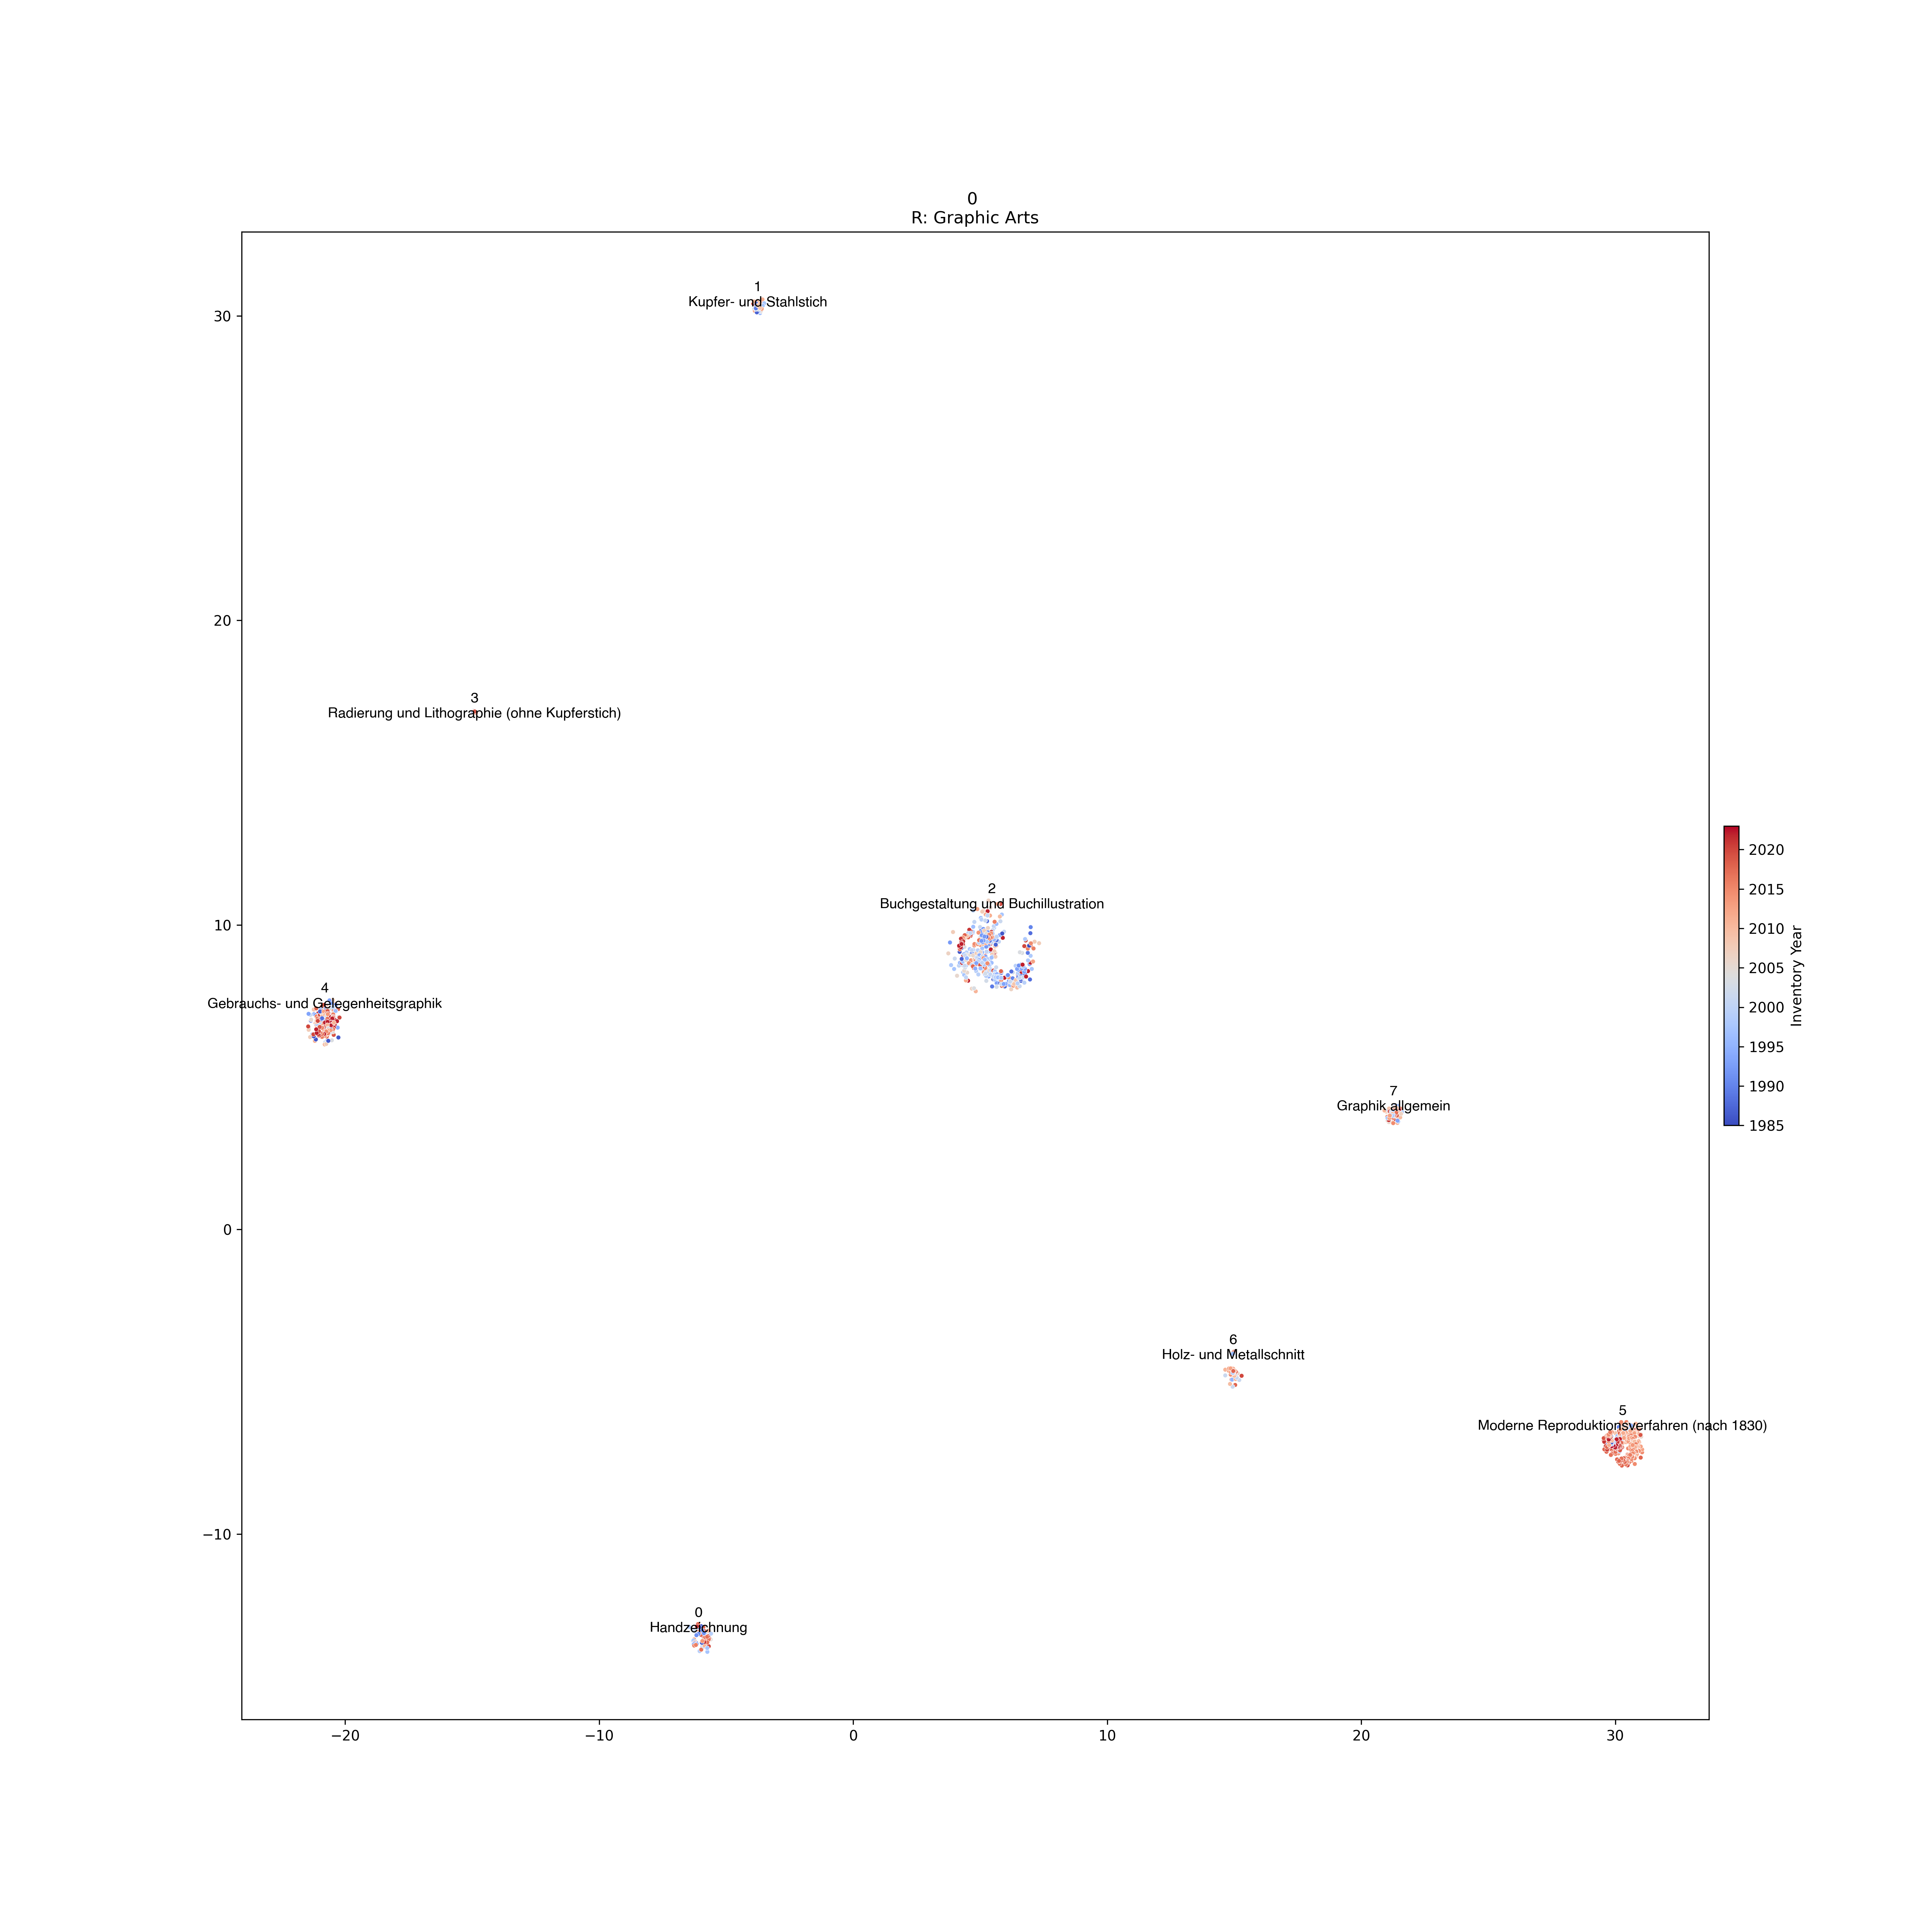 0
R: Graphic Arts
1
Kupfer- und Stahlstich
30
20
3
Radierung und Lithographie (ohne Kupferstich)
2
Buchgestaltung und Buchillustration
10
4
Gebrauchs- und Gelegenheitsgraphik
7
Graphik allgemein
0
6
Holz- und Metallschnitt
5
Moderne Reproduktionsverfahren (nach 1830)
−10
0
Handzeichnung
−20
−10
0
10
20
30
2020
2015
2010
2005
2000
1995
1990
1985
Inventory Year